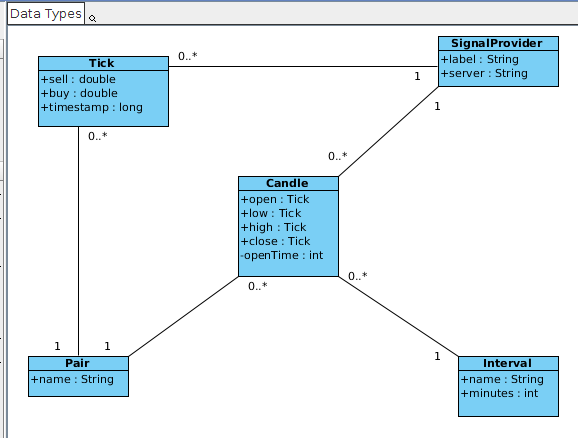 Data Types
Tick
+sell : double
+buy : double
+timestamp : long
0..*
1
SignalProvider
+label : String
+server : String
0..*
1
0..*
Candle
+open : Tick
+low : Tick
+high : Tick
+close : Tick
-openTime : int
0..*
0..*
1
1
1
Pair
+name : String
Interval
+name : String
+minutes : int